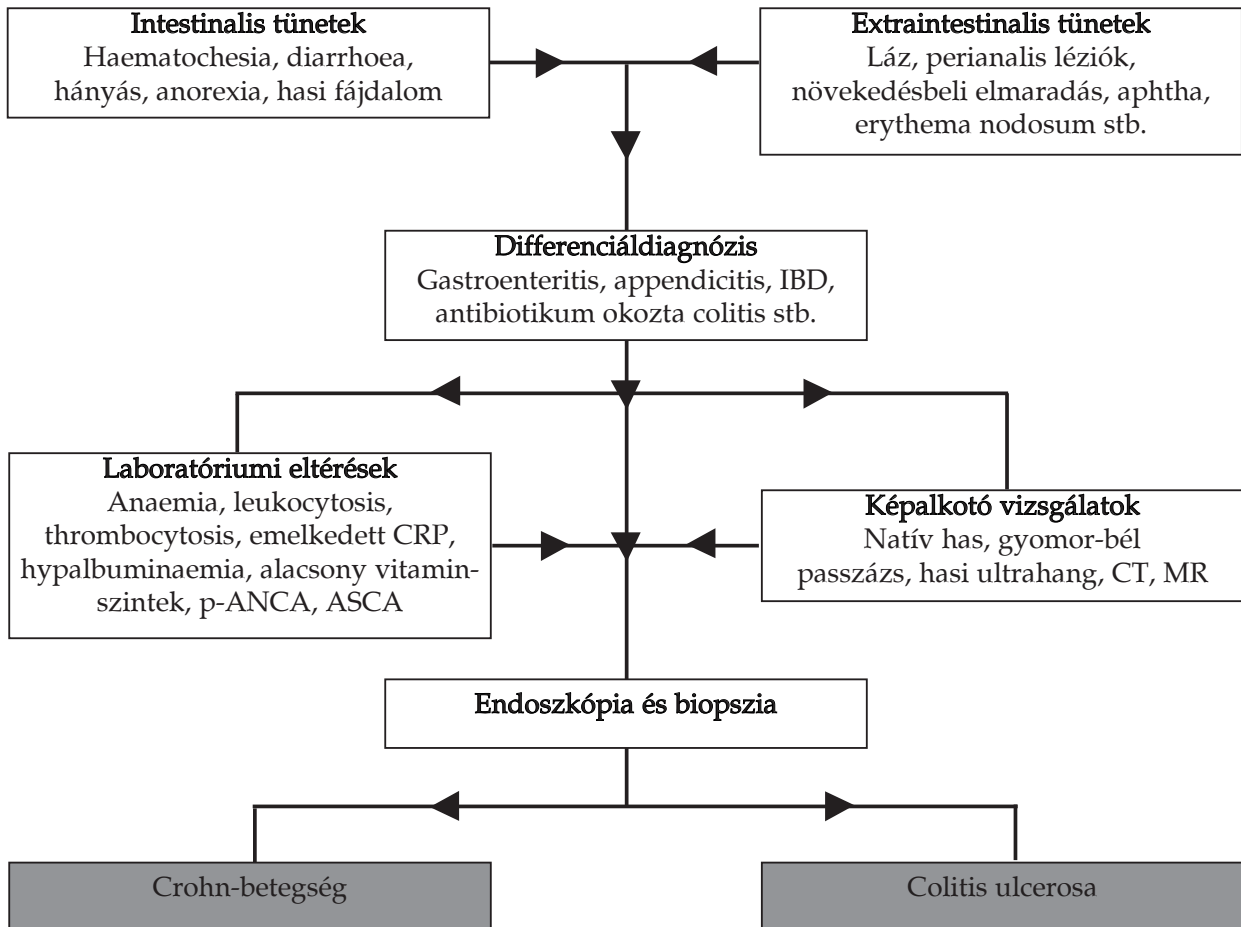 Intestinalis tünetek
Haematochesia, diarrhoea,
hányás, anorexia, hasi fájdalom
Extraintestinalis tünetek
Láz, perianalis léziók,
növekedésbeli elmaradás, aphtha,
erythema nodosum stb.
Differenciáldiagnózis
Gastroenteritis, appendicitis, IBD,
antibiotikum okozta colitis stb.
Laboratóriumi eltérések
Anaemia, leukocytosis,
thrombocytosis, emelkedett CRP,
hypalbuminaemia, alacsony vitamin-
szintek, p-ANCA, ASCA
Képalkotó vizsgálatok
Natív has, gyomor-bél
passzázs, hasi ultrahang, CT, MR
Endoszkópia és biopszia
Crohn-betegség
Colitis ulcerosa